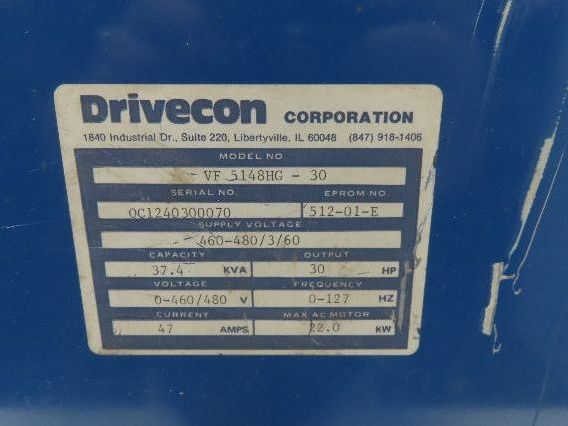 Drivecon CORPORATION
1840 Industrial Dr., Suite 220, Libertyville, IL 60048 (847) 918-1406
MODEL NO
VF 5148HG - 30
SERIAL NO. EPROM NO.
0C1240300070 512-01-E
SUPPLY VOLTAGE
460-480/3/60
CAPACITY OUTPUT
37.4 KVA 30 HP
VOLTAGE FREQUENCY
0-460/480 V 0-127 HZ
CURRENT MAX AC MOTOR
47 AMPS 22.0 KW